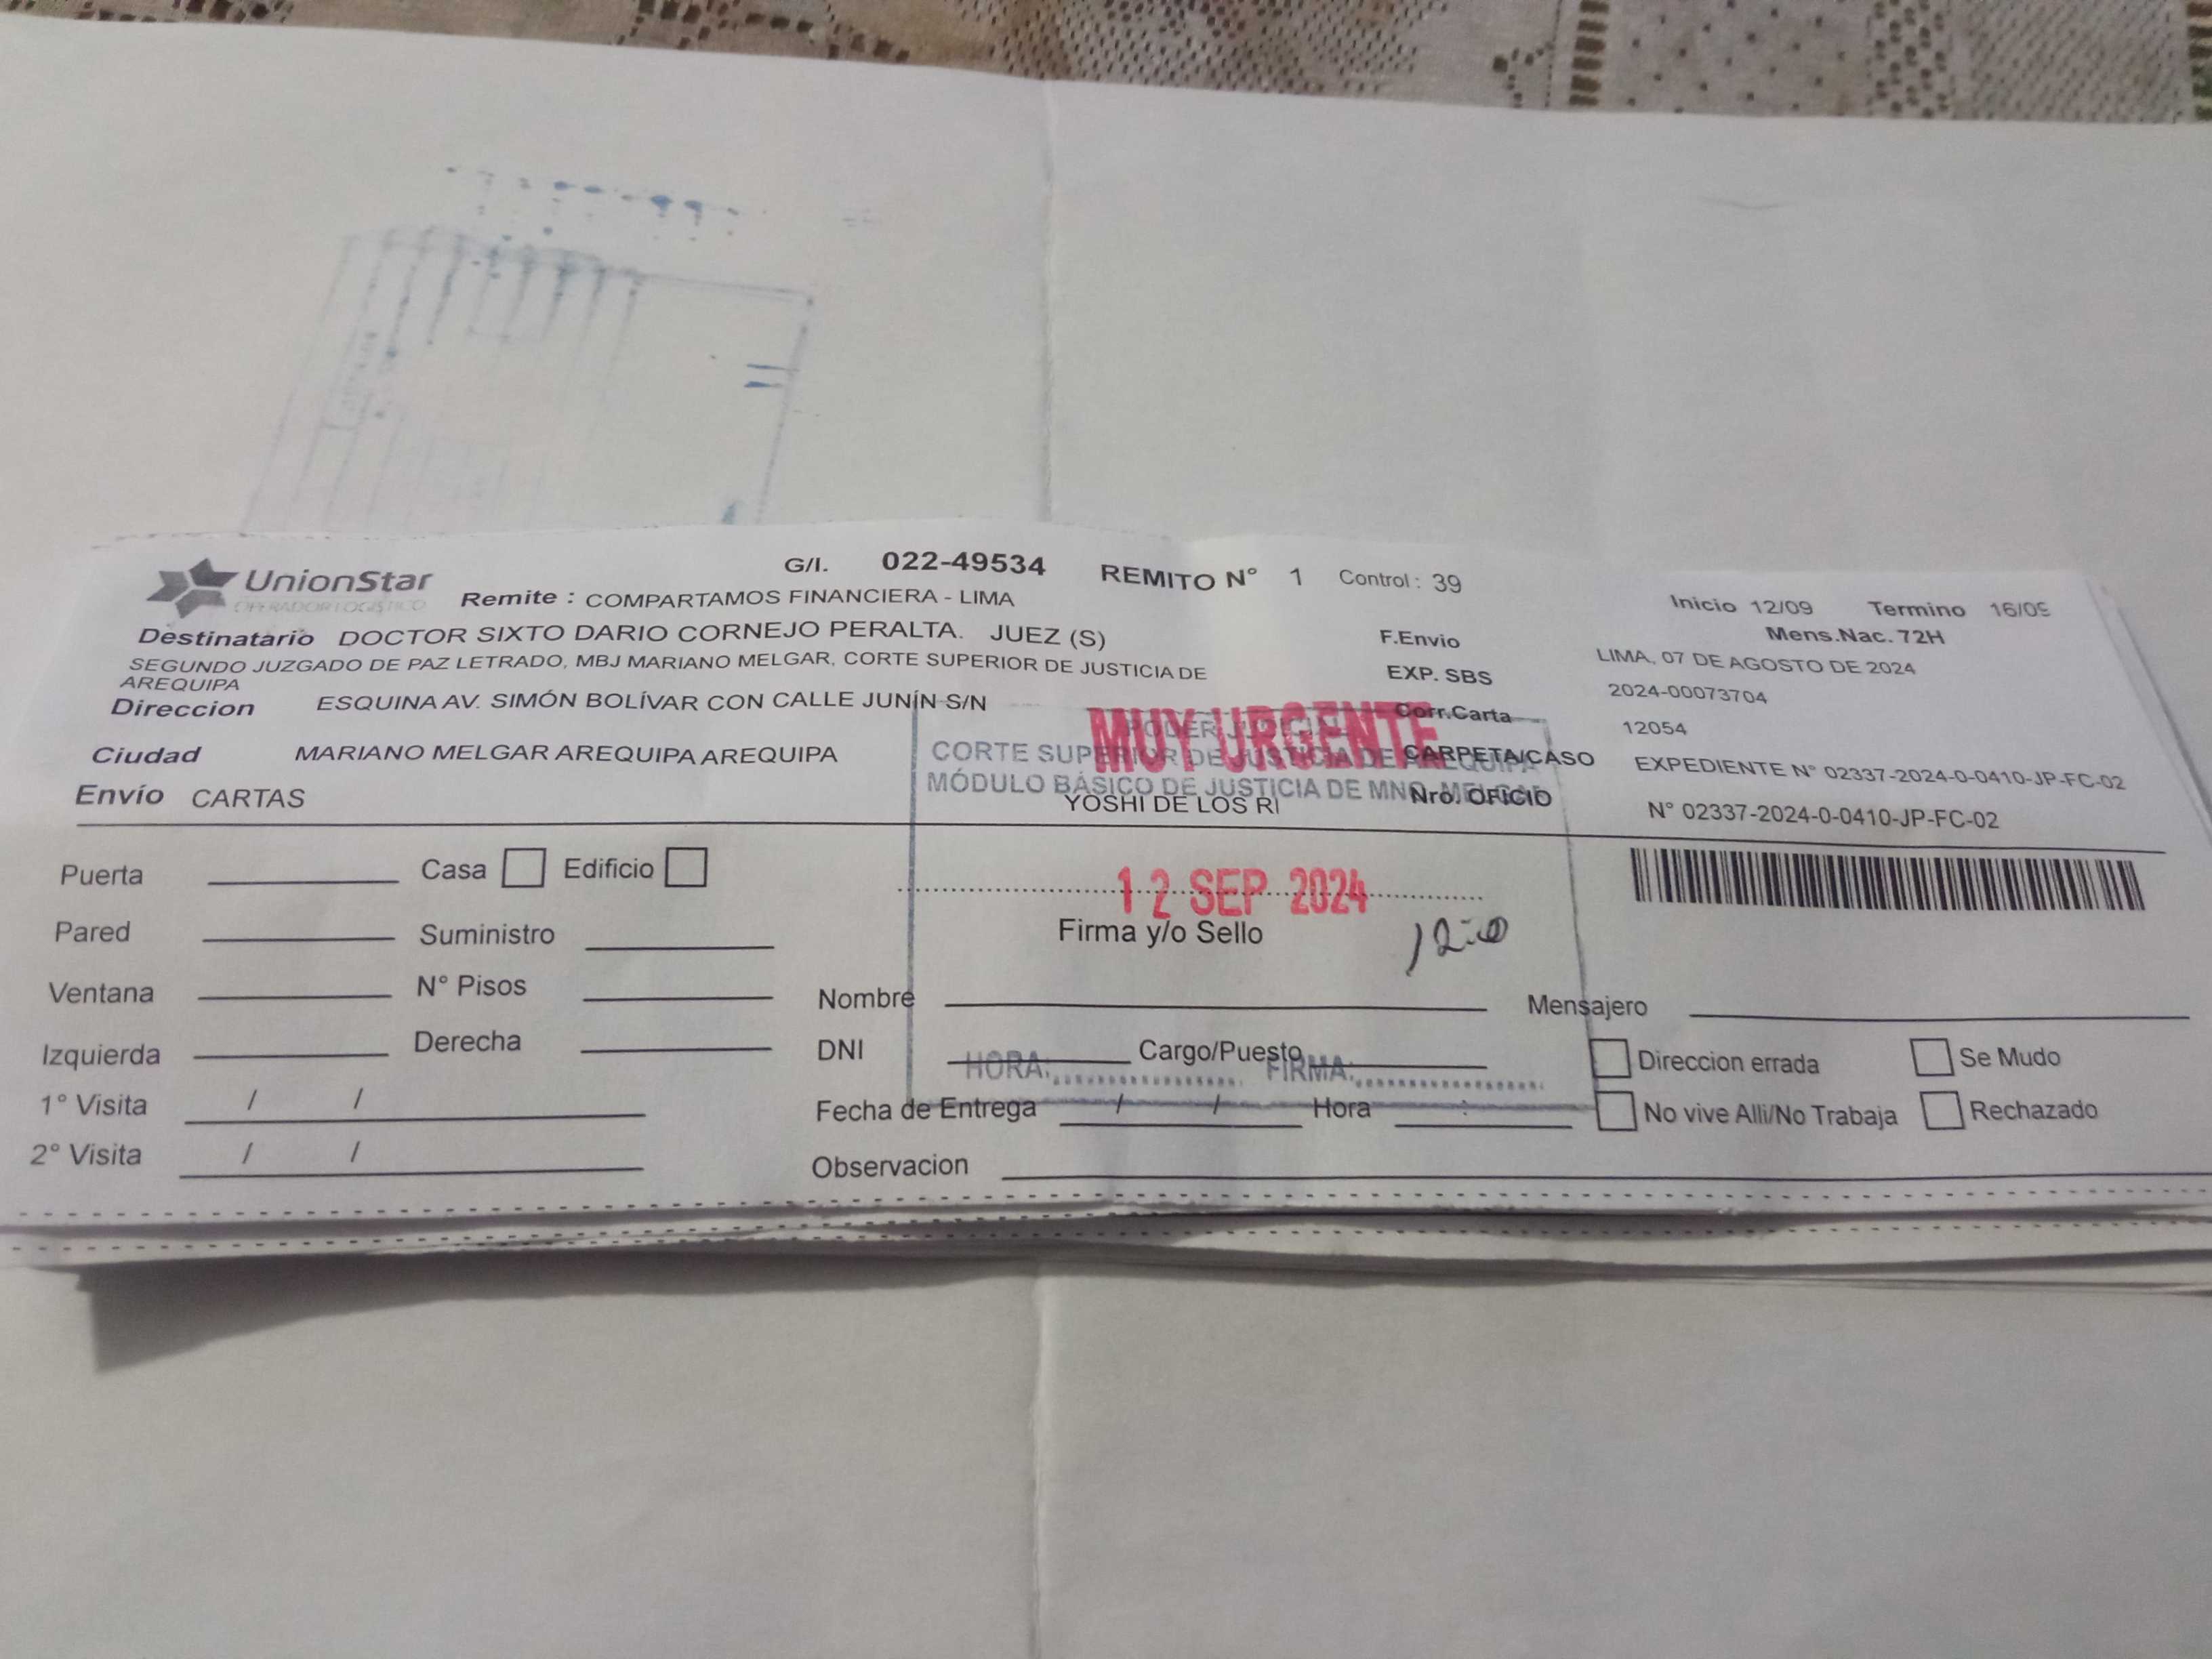 UnionStar
OPERADOR LOGISTICO
G/I. 022-49534 REMITO N° 1 Control: 39
Remite : COMPARTAMOS FINANCIERA - LIMA
Inicio 12/09 Termino 16/09
Mens.Nac. 72H
Destinatario DOCTOR SIXTO DARIO CORNEJO PERALTA. JUEZ (S)
SEGUNDO JUZGADO DE PAZ LETRADO, MBJ MARIANO MELGAR, CORTE SUPERIOR DE JUSTICIA DE
AREQUIPA
Direccion ESQUINA AV. SIMÓN BOLÍVAR CON CALLE JUNÍN S/N
Ciudad MARIANO MELGAR AREQUIPA AREQUIPA
Envío CARTAS
F.Envio LIMA, 07 DE AGOSTO DE 2024
EXP. SBS 2024-00073704
Corr.Carta 12054
CARPETA/CASO EXPEDIENTE N° 02337-2024-0-0410-JP-FC-02
Nro. OFICIO N° 02337-2024-0-0410-JP-FC-02
MUY URGENTE
PODER JUDICIAL
CORTE SUPERIOR DE JUSTICIA DE AREQUIPA
MÓDULO BÁSICO DE JUSTICIA DE MNO. MELGAR
YOSHI DE LOS RI
Puerta Casa Edificio
Pared Suministro
Ventana N° Pisos
Izquierda Derecha
1° Visita / /
2° Visita / /
12 SEP 2024
Firma y/o Sello
Nombre Mensajero
DNI Cargo/Puesto
HORA: FIRMA:
Fecha de Entrega / / Hora :
Observacion
Direccion errada Se Mudo
No vive Alli/No Trabaja Rechazado